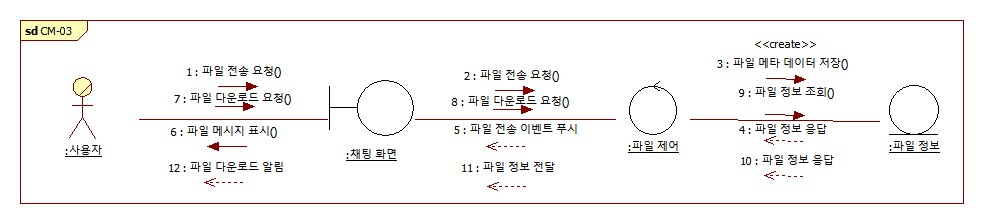 sd CM-03
1 : 파일 전송 요청()
7 : 파일 다운로드 요청()
6 : 파일 메시지 표시()
12 : 파일 다운로드 알림
:사용자
:채팅 화면
2 : 파일 전송 요청()
8 : 파일 다운로드 요청()
5 : 파일 전송 이벤트 푸시
11 : 파일 정보 전달
:파일 제어
<<create>>
3 : 파일 메타 데이터 저장()
9 : 파일 정보 조회()
4 : 파일 정보 응답
10 : 파일 정보 응답
:파일 정보